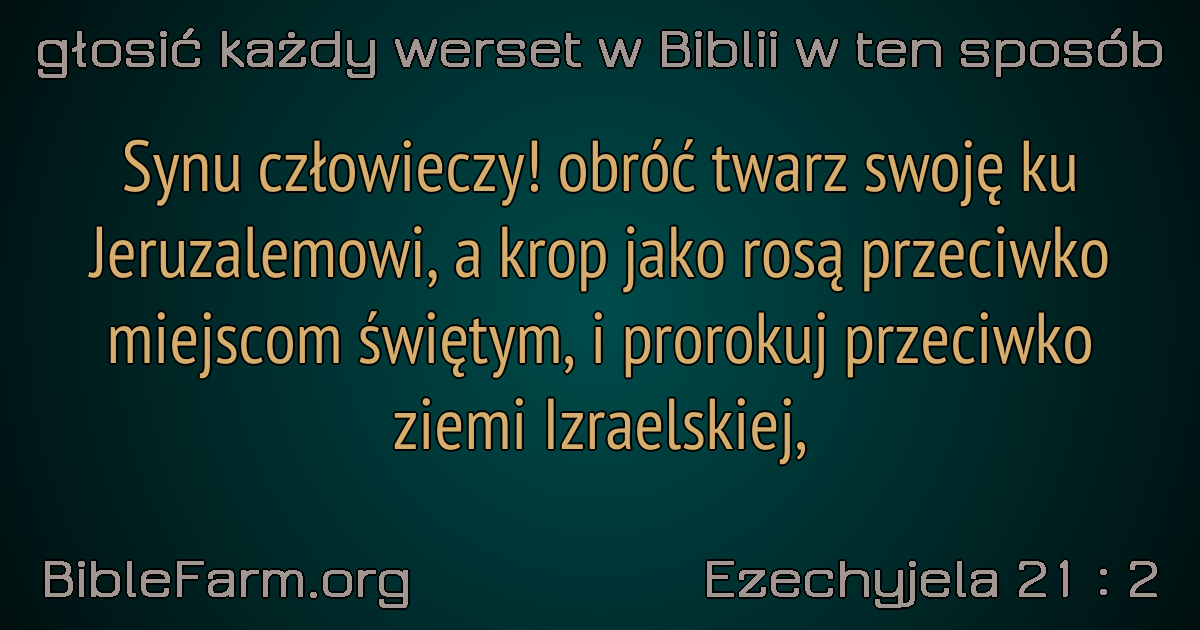 głosić każdy werset w Biblii w ten sposób
Synu człowieczy! obróć twarz swoję ku
Jeruzalemowi, a krop jako rosą przeciwko
miejscom świętym, i prorokuj przeciwko
ziemi Izraelskiej,
BibleFarm.org
Ezechyjela 21 : 2